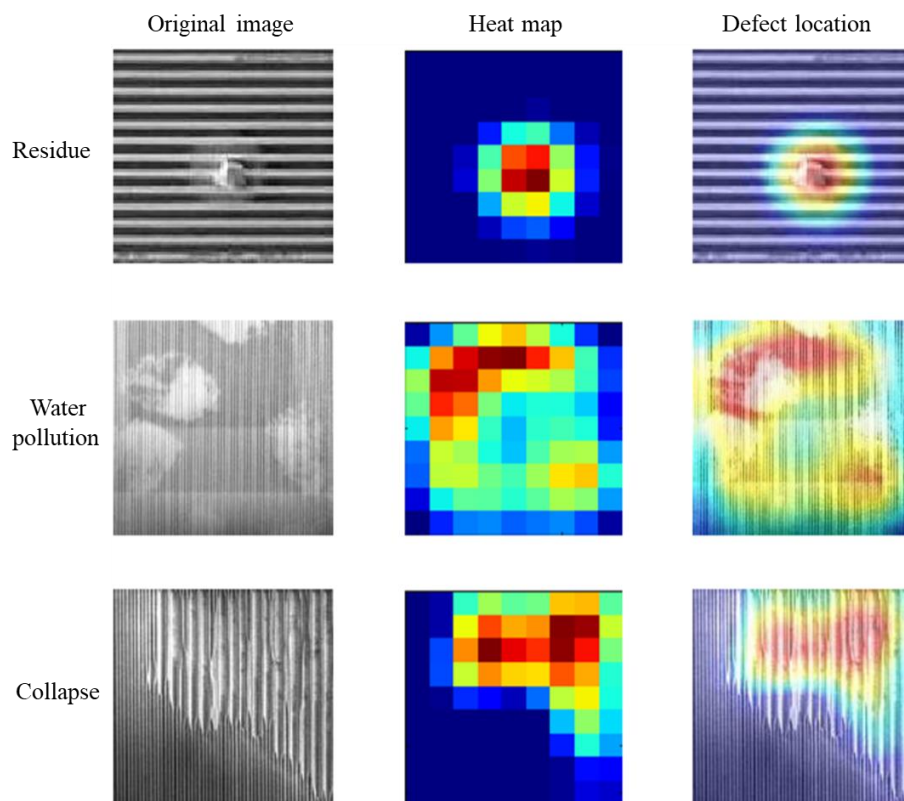 Original image
Heat map
Defect location
Residue
Water
pollution
Collapse